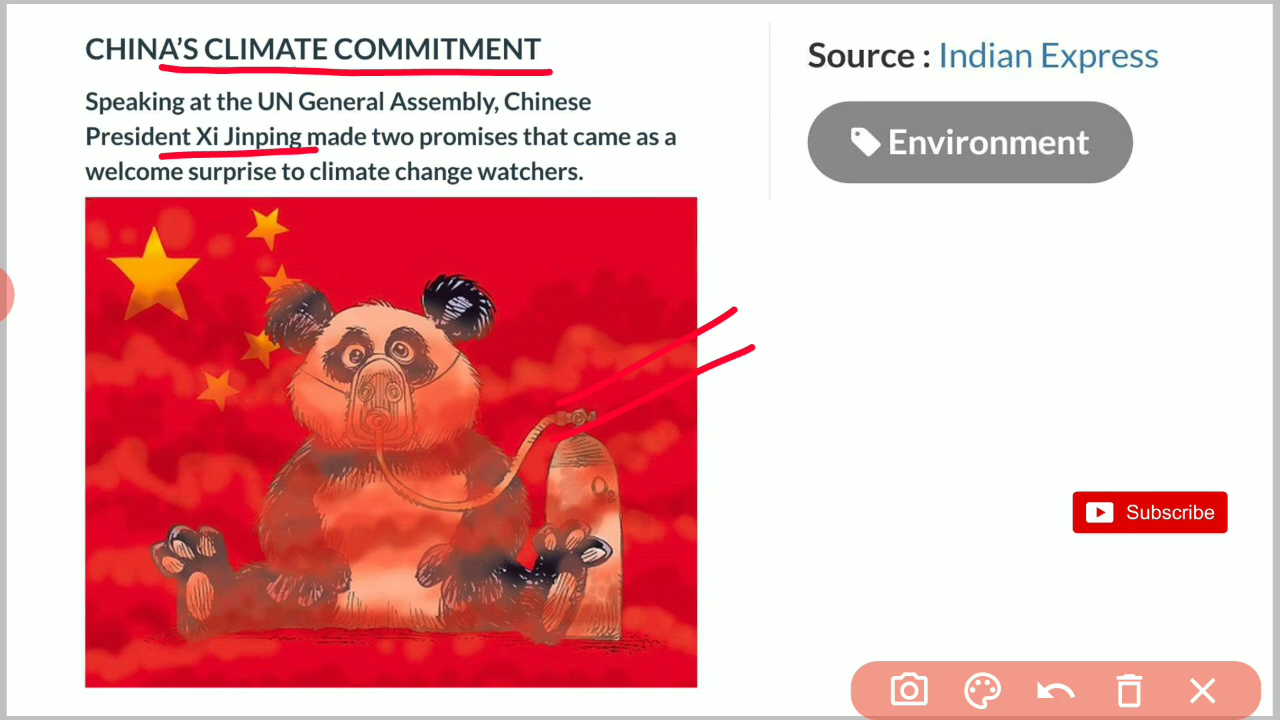 CHINA'S CLIMATE COMMITMENT
Speaking at the UN General Assembly, Chinese
President Xi Jinping made two promises that came as a
welcome surprise to climate change watchers.
Source : Indian Express
Environment
O₂
Subscribe